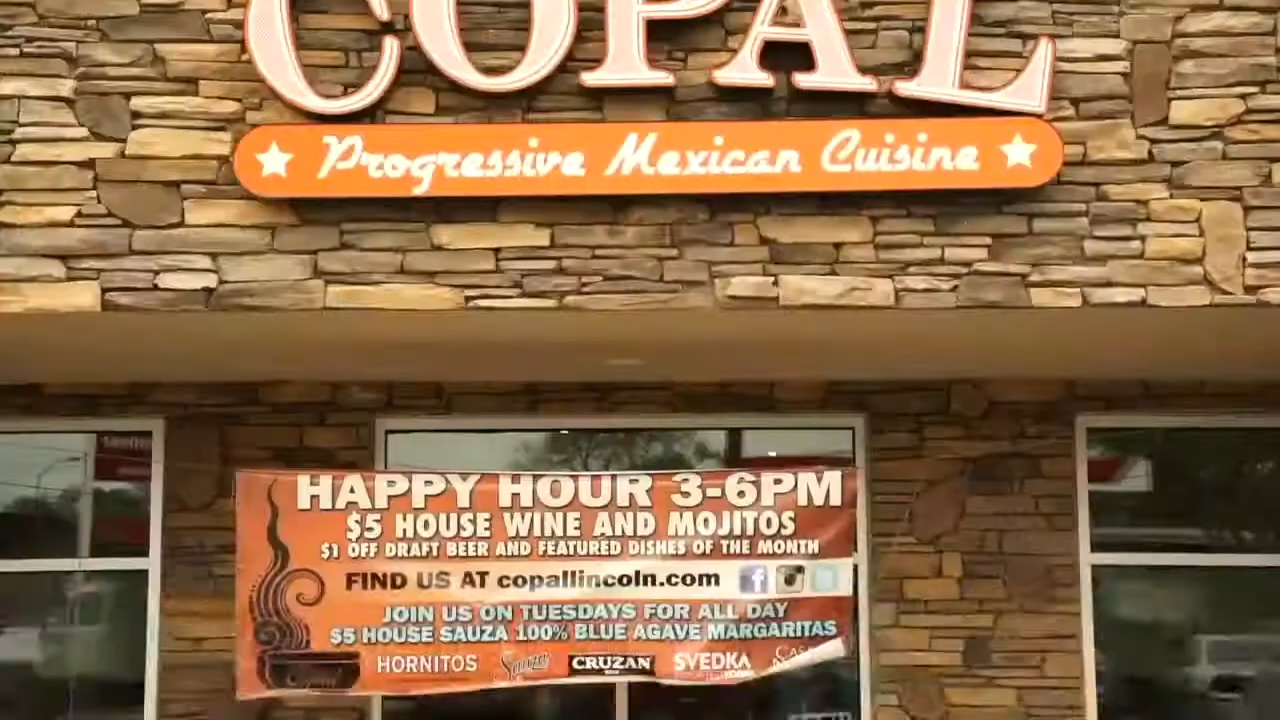 COPAL
Progressive Mexican Cuisine
HAPPY HOUR 3-6PM
$5 HOUSE WINE AND MOJITOS
$1 OFF DRAFT BEER AND FEATURED DISHES OF THE MONTH
FIND US AT copallincoln.com
JOIN US ON TUESDAYS FOR ALL DAY
$5 HOUSE SAUZA 100% BLUE AGAVE MARGARITAS
HORNITOS Sauza CRUZAN SVEDKA